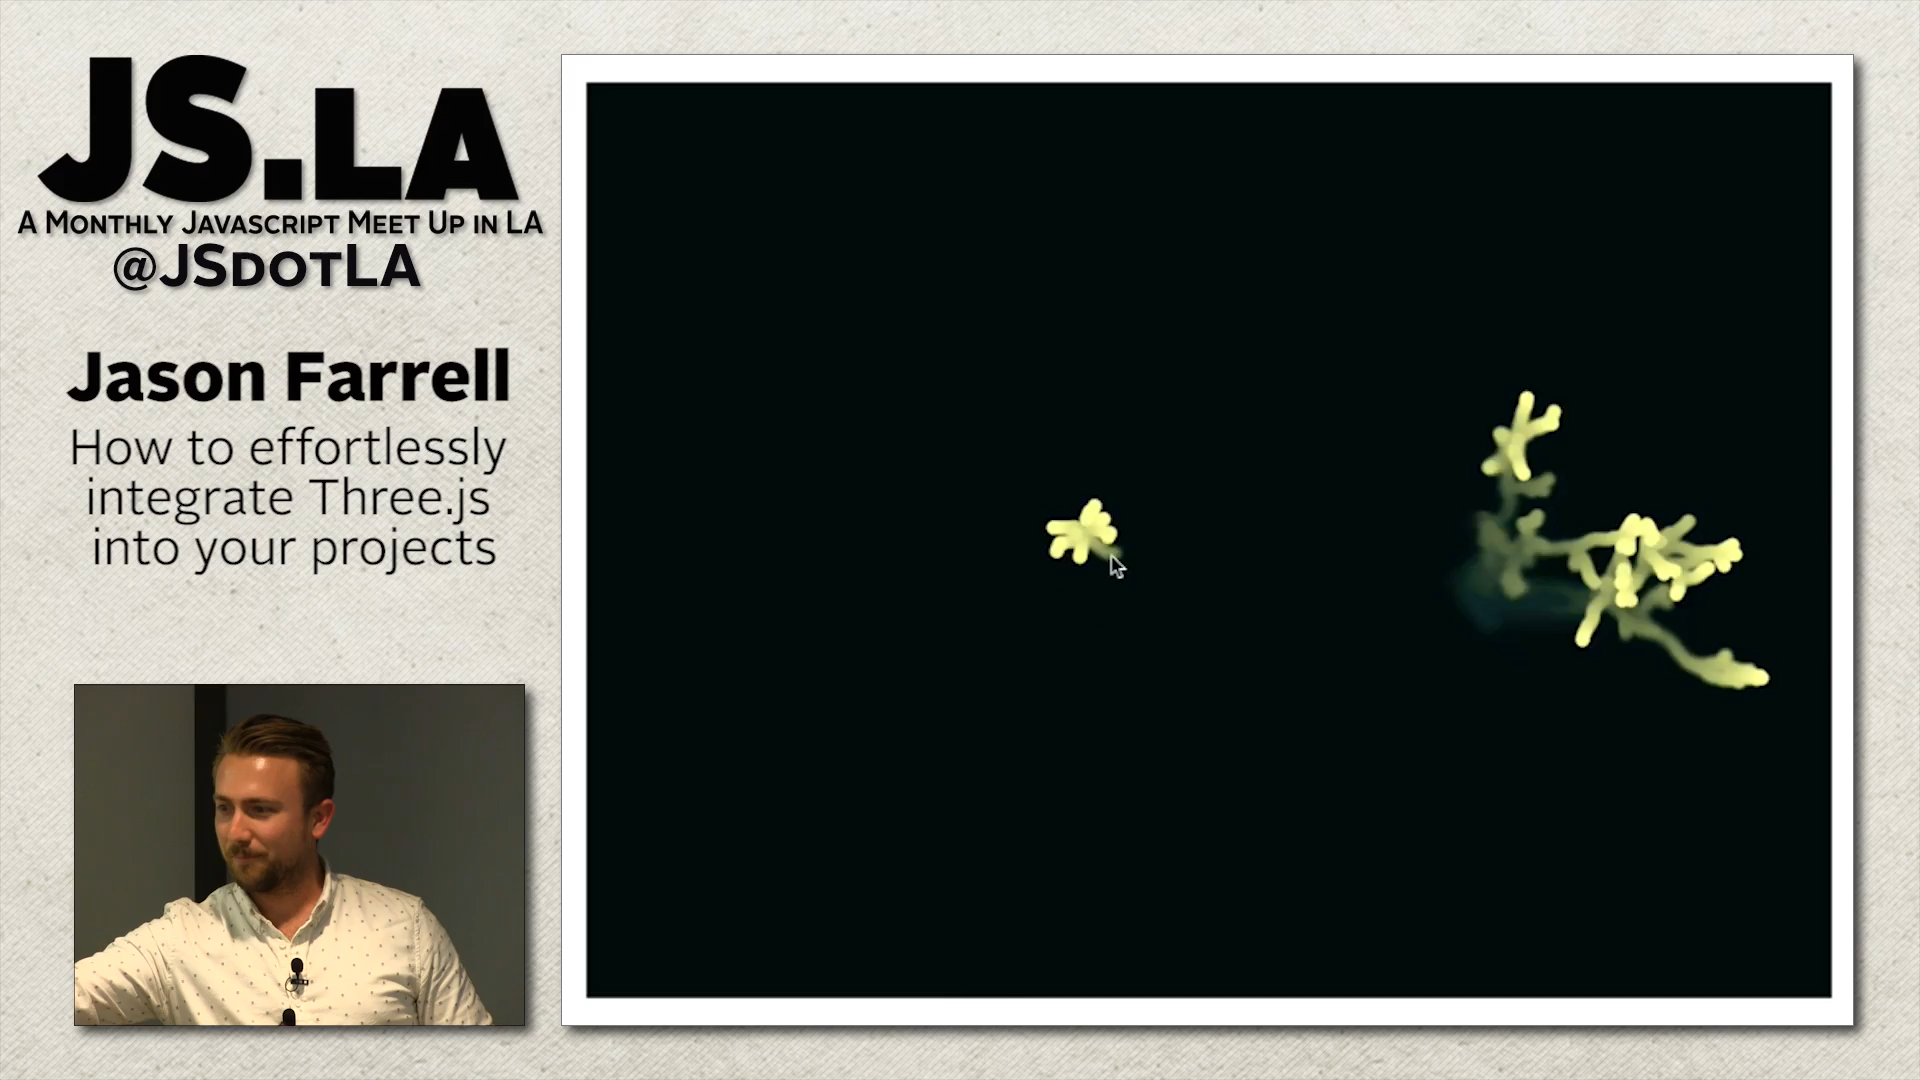 JS.LA
A Monthly Javascript Meet Up in LA
@JSdotLA
Jason Farrell
How to effortlessly
integrate Three.js
into your projects